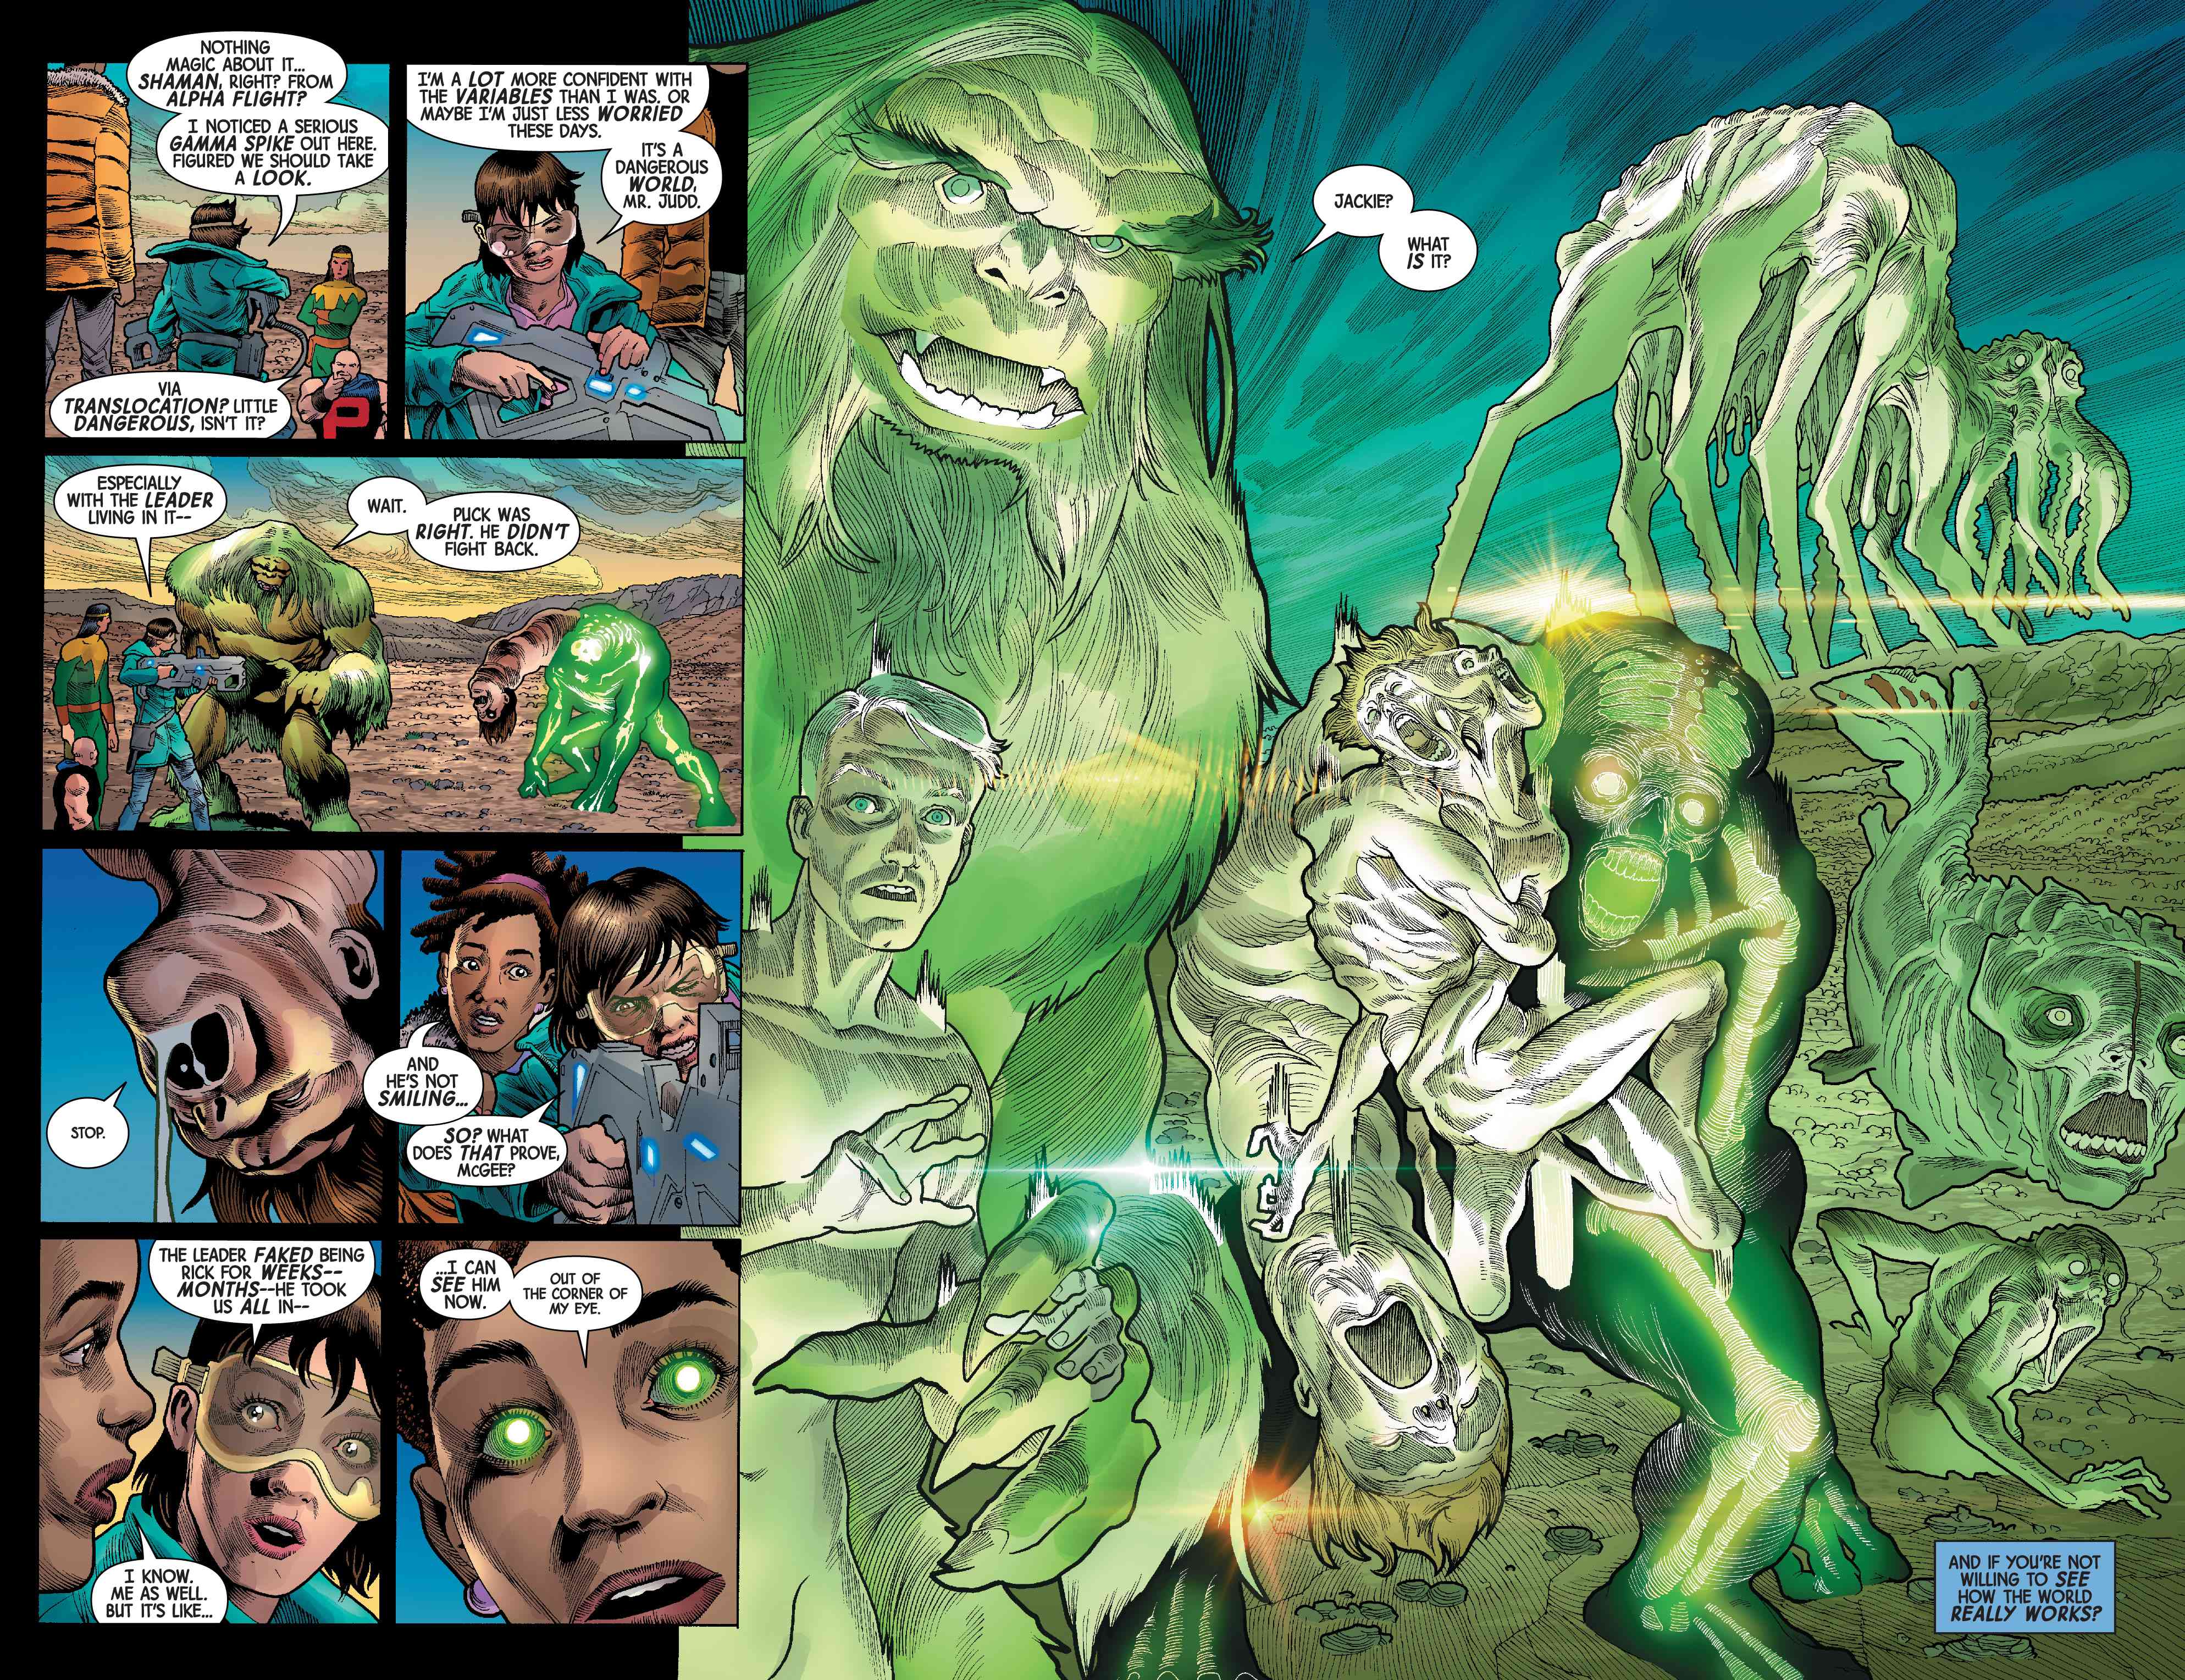 NOTHING
MAGIC ABOUT IT...
SHAMAN, RIGHT? FROM
ALPHA FLIGHT?
I NOTICED A SERIOUS
GAMMA SPIKE OUT HERE.
FIGURED WE SHOULD TAKE
A LOOK.
VIA
TRANSLOCATION? LITTLE
DANGEROUS, ISN'T IT?
P
I'M A LOT MORE CONFIDENT WITH
THE VARIABLES THAN I WAS. OR
MAYBE I'M JUST LESS WORRIED
THESE DAYS.
IT'S A
DANGEROUS
WORLD,
MR. JUDD.
ESPECIALLY
WITH THE LEADER
LIVING IN IT--
WAIT.
PUCK WAS
RIGHT. HE DIDN'T
FIGHT BACK.
STOP.
AND
HE'S NOT
SMILING...
SO? WHAT
DOES THAT PROVE,
McGEE?
THE LEADER FAKED BEING
RICK FOR WEEKS--
MONTHS--HE TOOK
US ALL IN--
I KNOW.
ME AS WELL.
BUT IT'S LIKE...
...I CAN
SEE HIM
NOW.
OUT OF
THE CORNER OF
MY EYE.
JACKIE?
WHAT
IS IT?
AND IF YOU'RE NOT
WILLING TO SEE
HOW THE WORLD
REALLY WORKS?